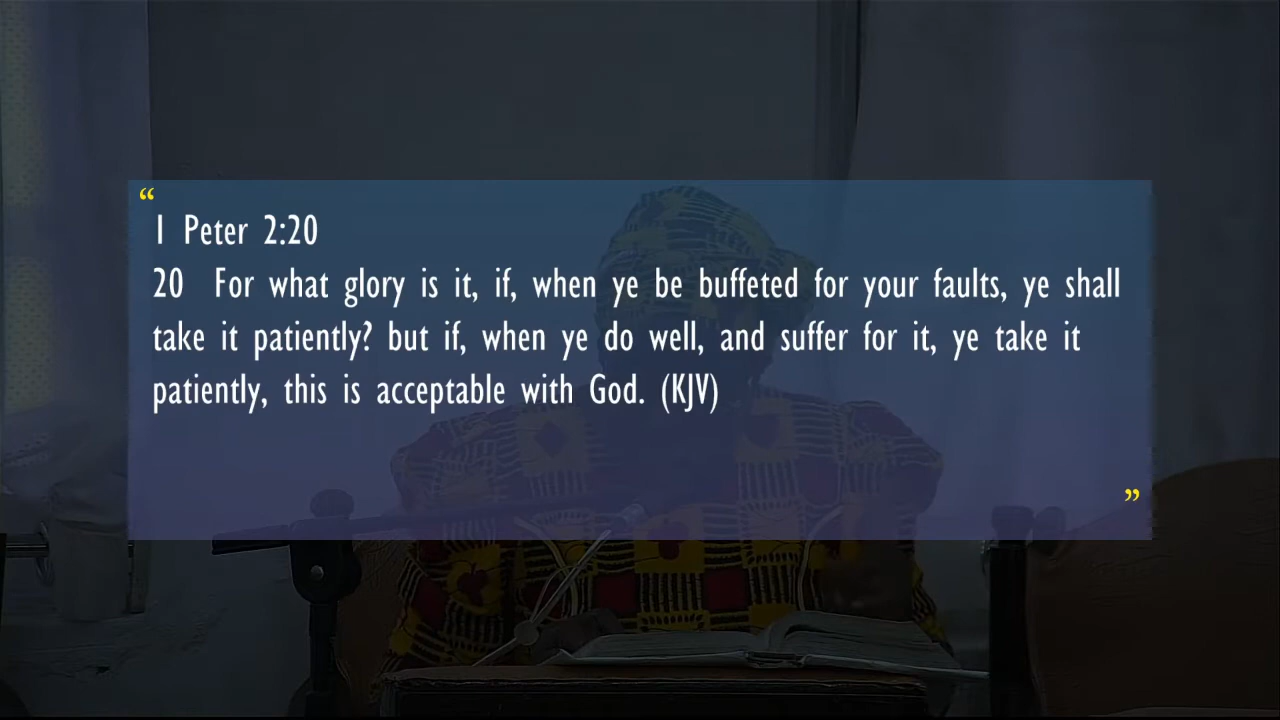 “
1 Peter 2:20
20 For what glory is it, if, when ye be buffeted for your faults, ye shall
take it patiently? but if, when ye do well, and suffer for it, ye take it
patiently, this is acceptable with God. (KJV)
”